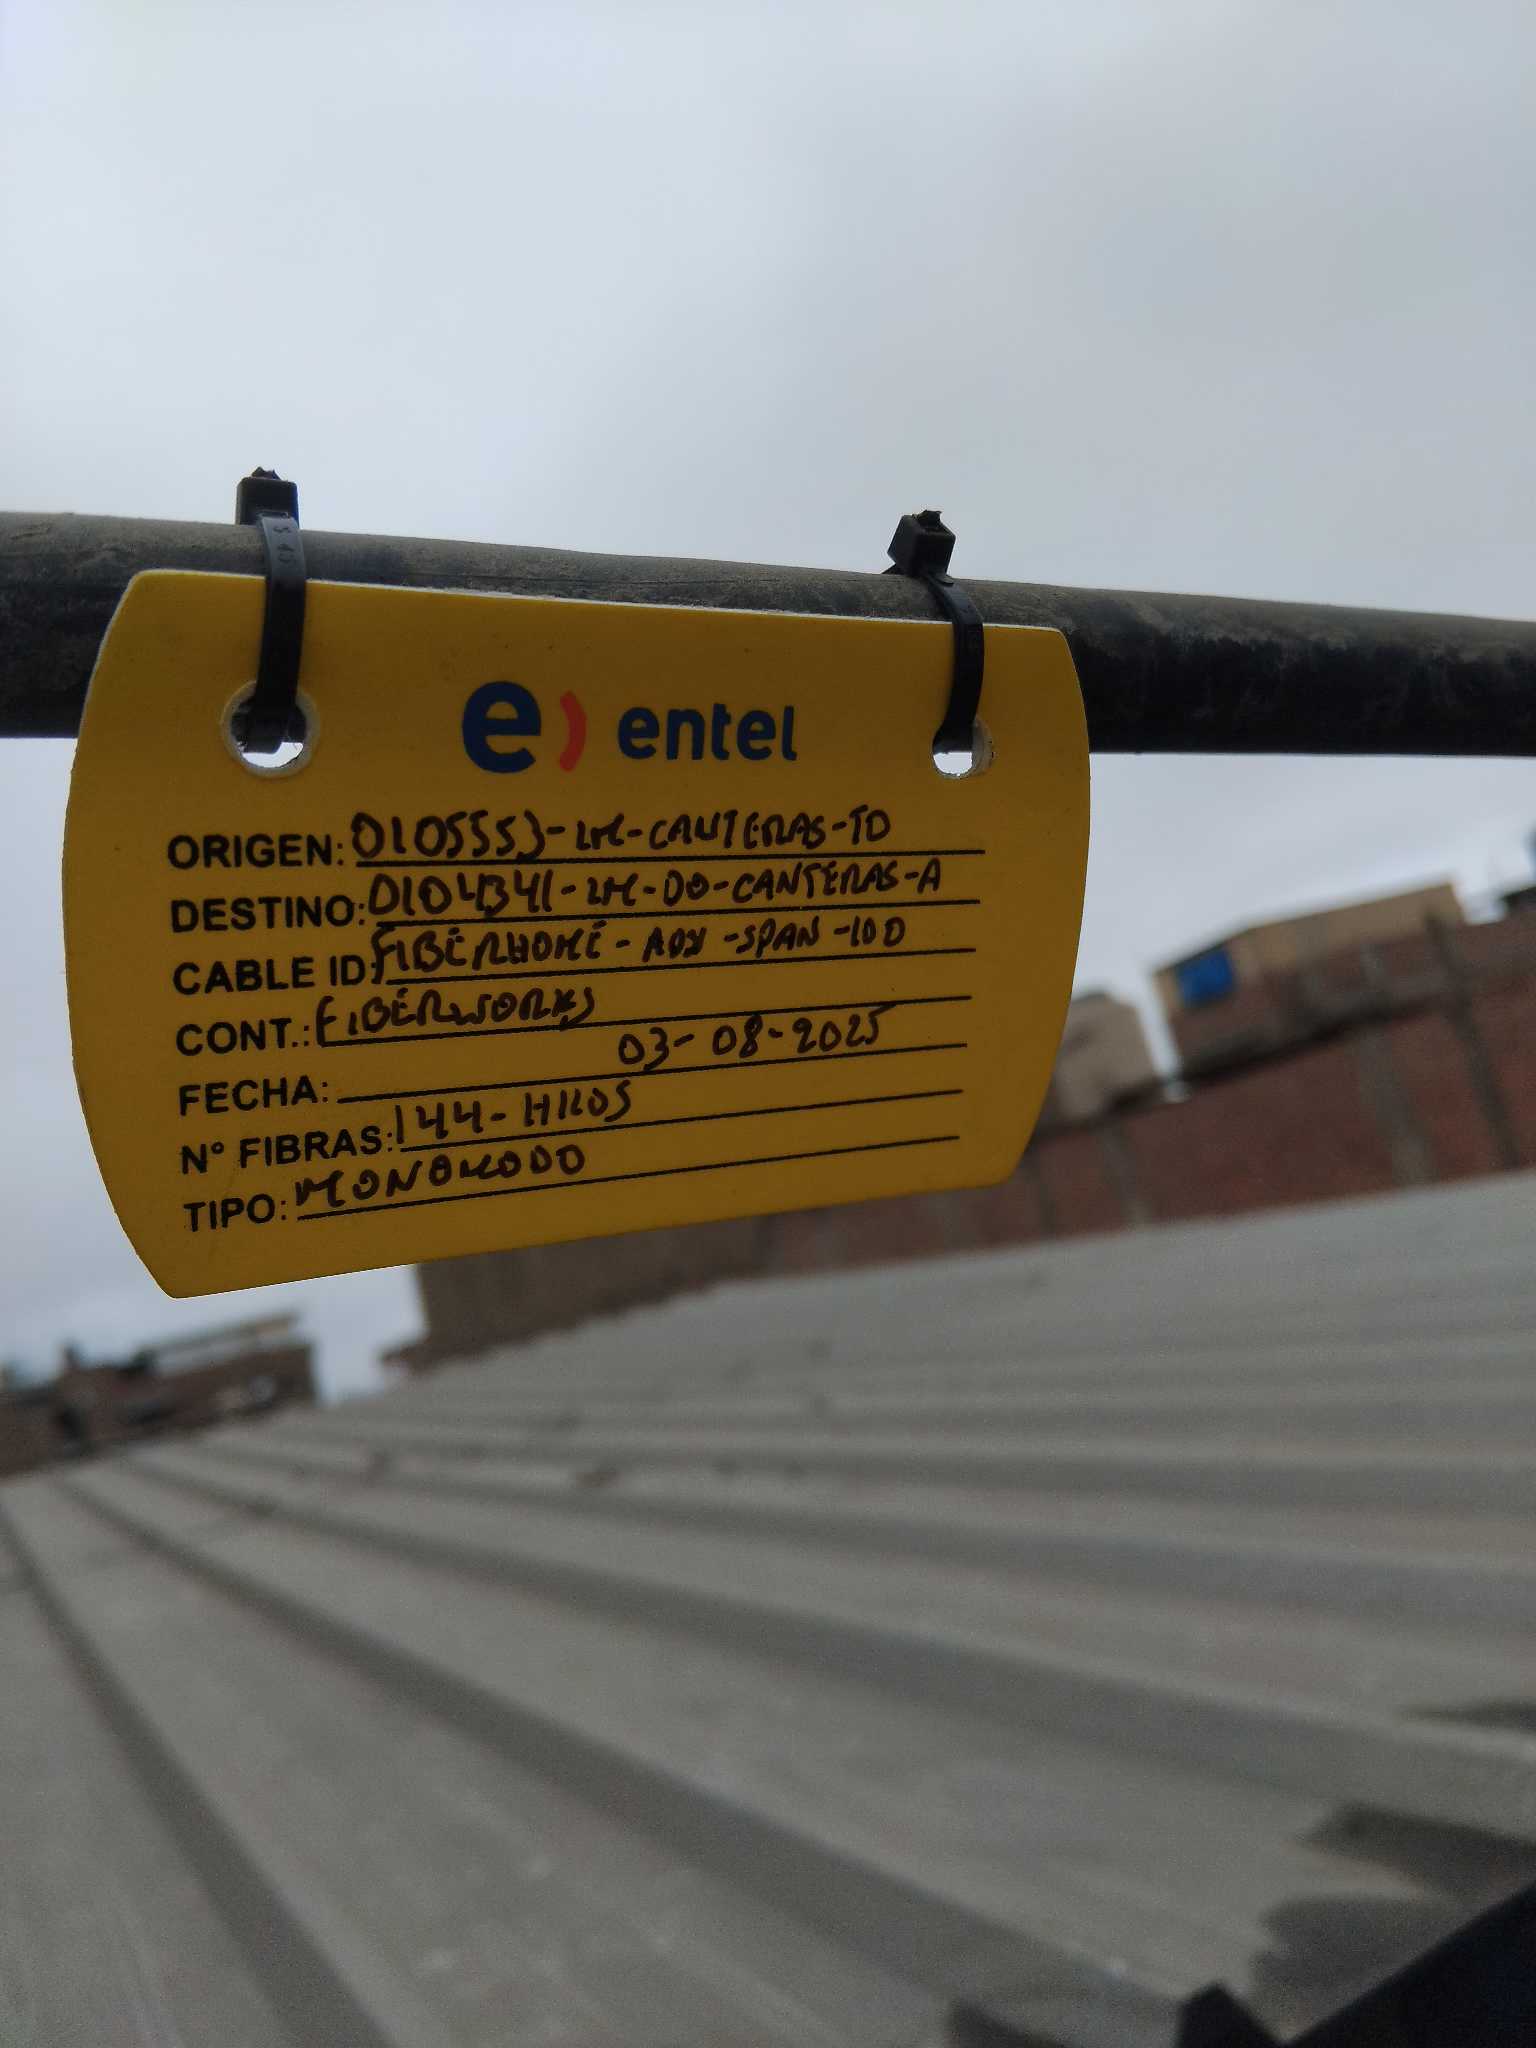 e) entel
ORIGEN: 0105553-LM-CANTERAS-TD
DESTINO: 0104341-LM-DO-CANTERAS-A
CABLE ID: FIBERHOME - ADS -SPAN -100
CONT.: FIBERWORKS
FECHA: 03-08-2025
N° FIBRAS: 144-HILOS
TIPO: MONOMODO